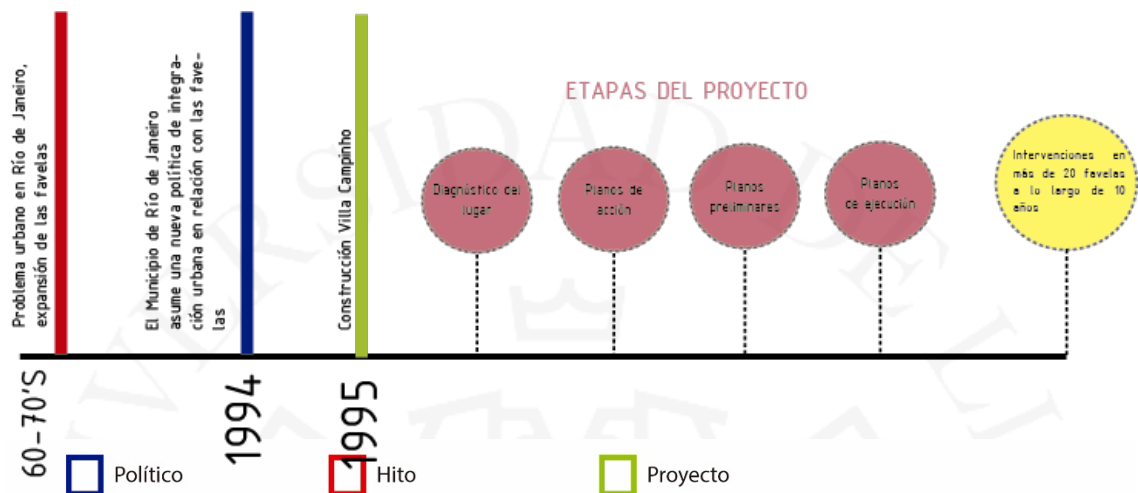 Problema urbano en Río de Janeiro,
expansión de las favelas
El Municipio de Río de Janeiro
asume una nueva política de integra-
ción urbana en relación con las fave-
las
Construcción Villa Campinho
ETAPAS DEL PROYECTO
Diagnóstico del
lugar
Planos de
acción
Planos
preliminares
Planos
de ejecución
Intervenciones en
más de 20 favelas
a lo largo de 10
años
60-70'S
1994
1995
Político
Hito
Proyecto
VERSIDAD DE LI